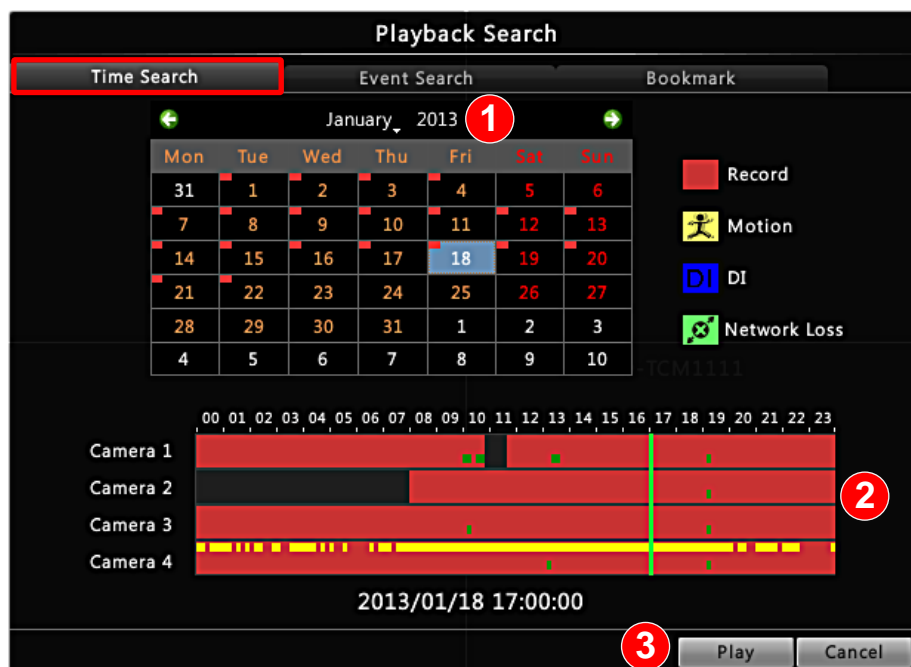 Playback Search
Time Search Event Search Bookmark
January 2013 1
Mon Tue Wed Thu Fri Sat Sun
31 1 2 3 4 5 6
7 8 9 10 11 12 13
14 15 16 17 18 19 20
21 22 23 24 25 26 27
28 29 30 31 1 2 3
4 5 6 7 8 9 10
Record
Motion
DI DI
Network Loss
-TCM1111
00 01 02 03 04 05 06 07 08 09 10 11 12 13 14 15 16 17 18 19 20 21 22 23
Camera 1
Camera 2
2
Camera 3
Camera 4
2013/01/18 17:00:00
3 Play Cancel